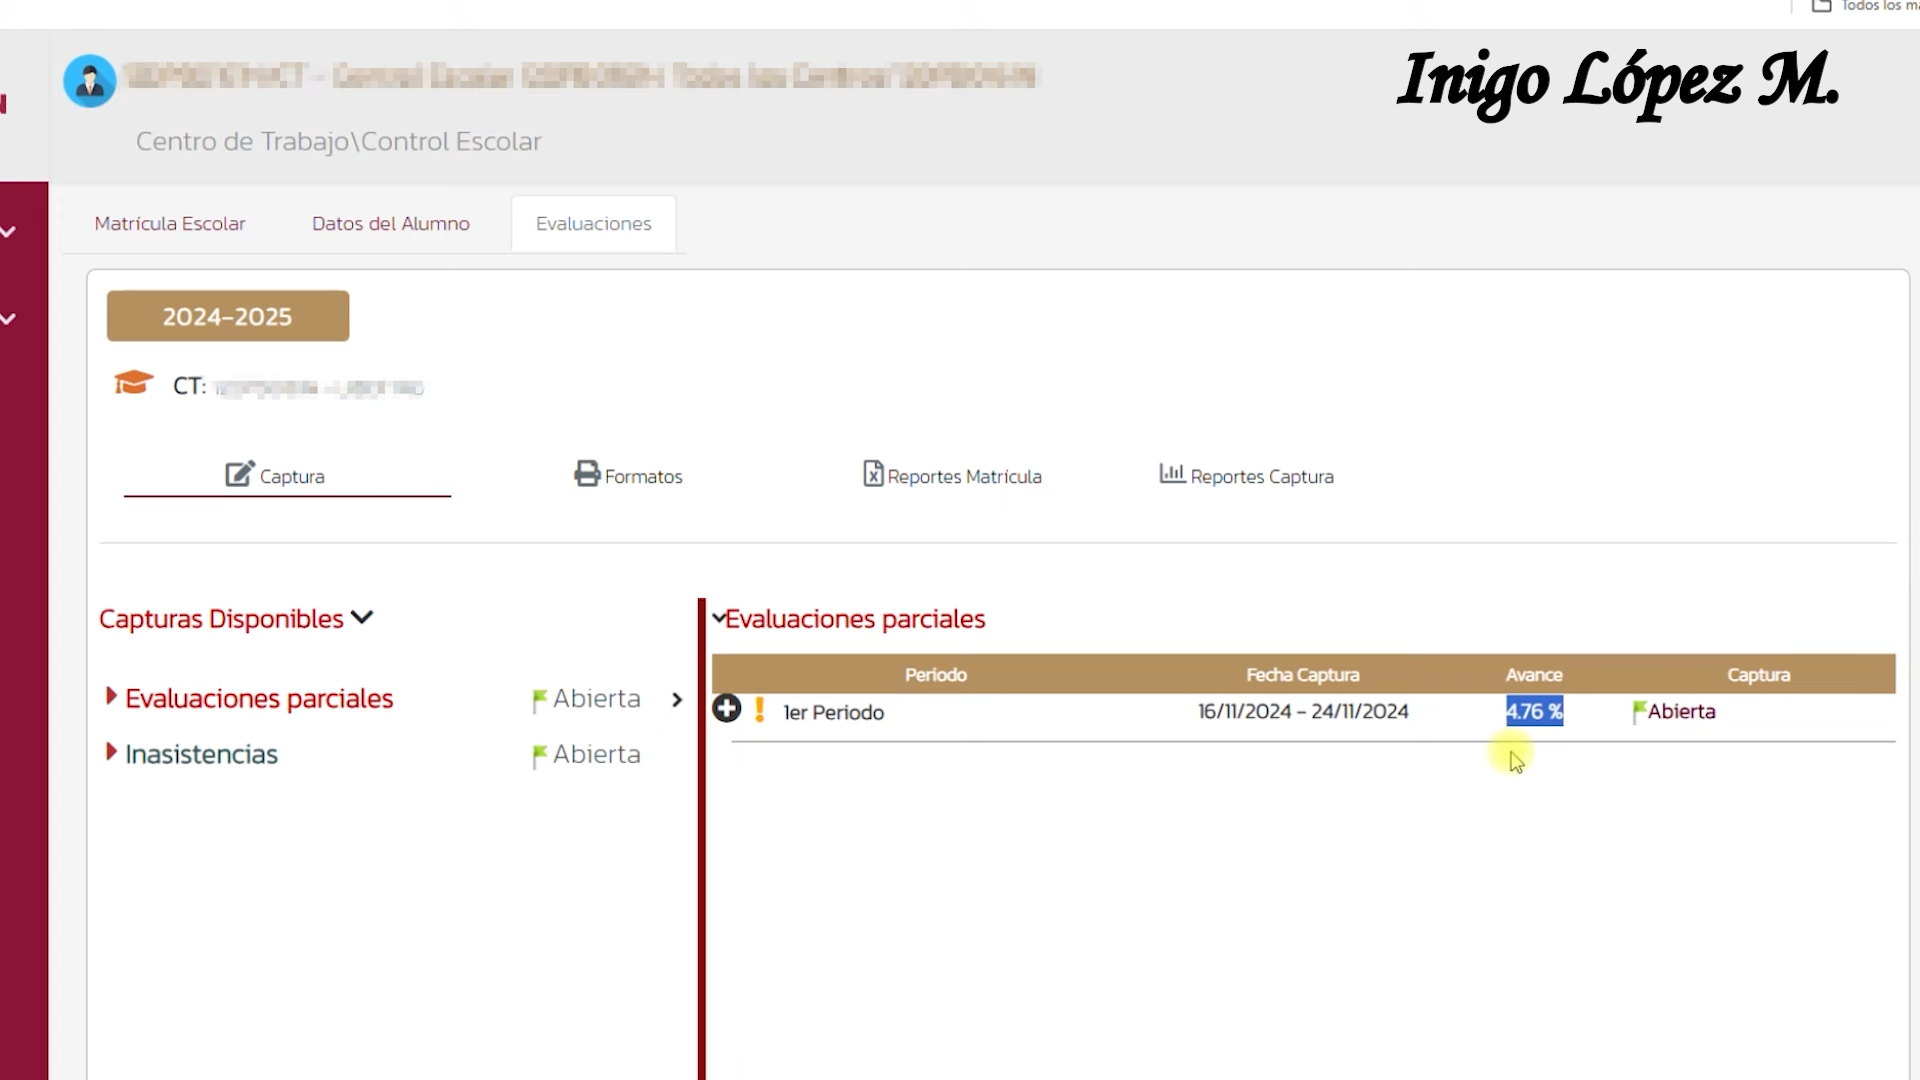 Todos los
Inigo López M.
Centro de Trabajo\Control Escolar
Matrícula Escolar
Datos del Alumno
Evaluaciones
2024-2025
CT:
Captura
Formatos
Reportes Matrícula
Reportes Captura
Capturas Disponibles
Evaluaciones parciales
Abierta
Inasistencias
Abierta
Evaluaciones parciales
Periodo Fecha Captura Avance Captura
1er Periodo 16/11/2024 - 24/11/2024 4.76 % Abierta